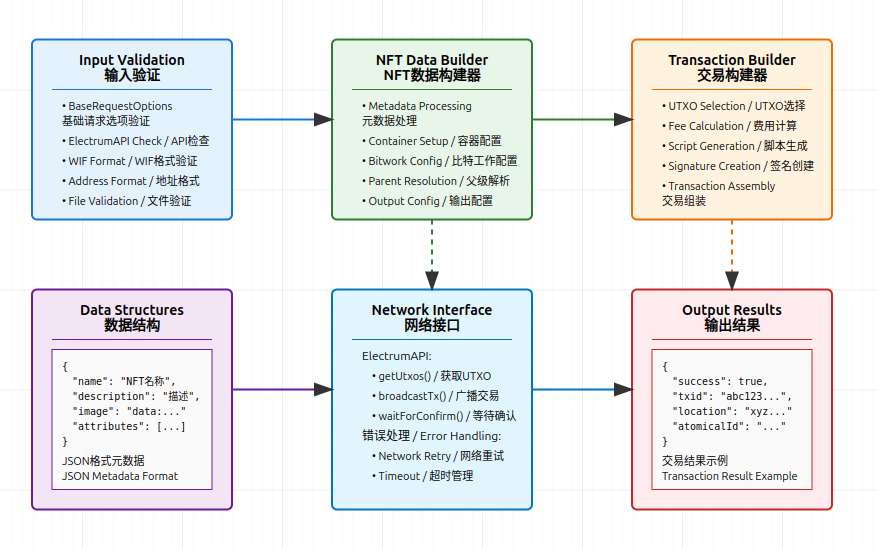 Input Validation
输入验证
• BaseRequestOptions
基础请求选项验证
• ElectrumAPI Check / API检查
• WIF Format / WIF格式验证
• Address Format / 地址格式
• File Validation / 文件验证
NFT Data Builder
NFT数据构建器
• Metadata Processing
元数据处理
• Container Setup / 容器配置
• Bitwork Config / 比特工作配置
• Parent Resolution / 父级解析
• Output Config / 输出配置
Transaction Builder
交易构建器
• UTXO Selection / UTXO选择
• Fee Calculation / 费用计算
• Script Generation / 脚本生成
• Signature Creation / 签名创建
• Transaction Assembly
交易组装
Data Structures
数据结构
{
"name": "NFT名称",
"description": "描述",
"image": "data:..."
"attributes": [...]
}
JSON格式元数据
JSON Metadata Format
Network Interface
网络接口
ElectrumAPI:
• getUtxos() / 获取UTXO
• broadcastTx() / 广播交易
• waitForConfirm() / 等待确认
错误处理 / Error Handling:
• Network Retry / 网络重试
• Timeout / 超时管理
Output Results
输出结果
{
"success": true,
"txid": "abc123...",
"location": "xyz..."
"atomicalId": "..."
}
交易结果示例
Transaction Result Example